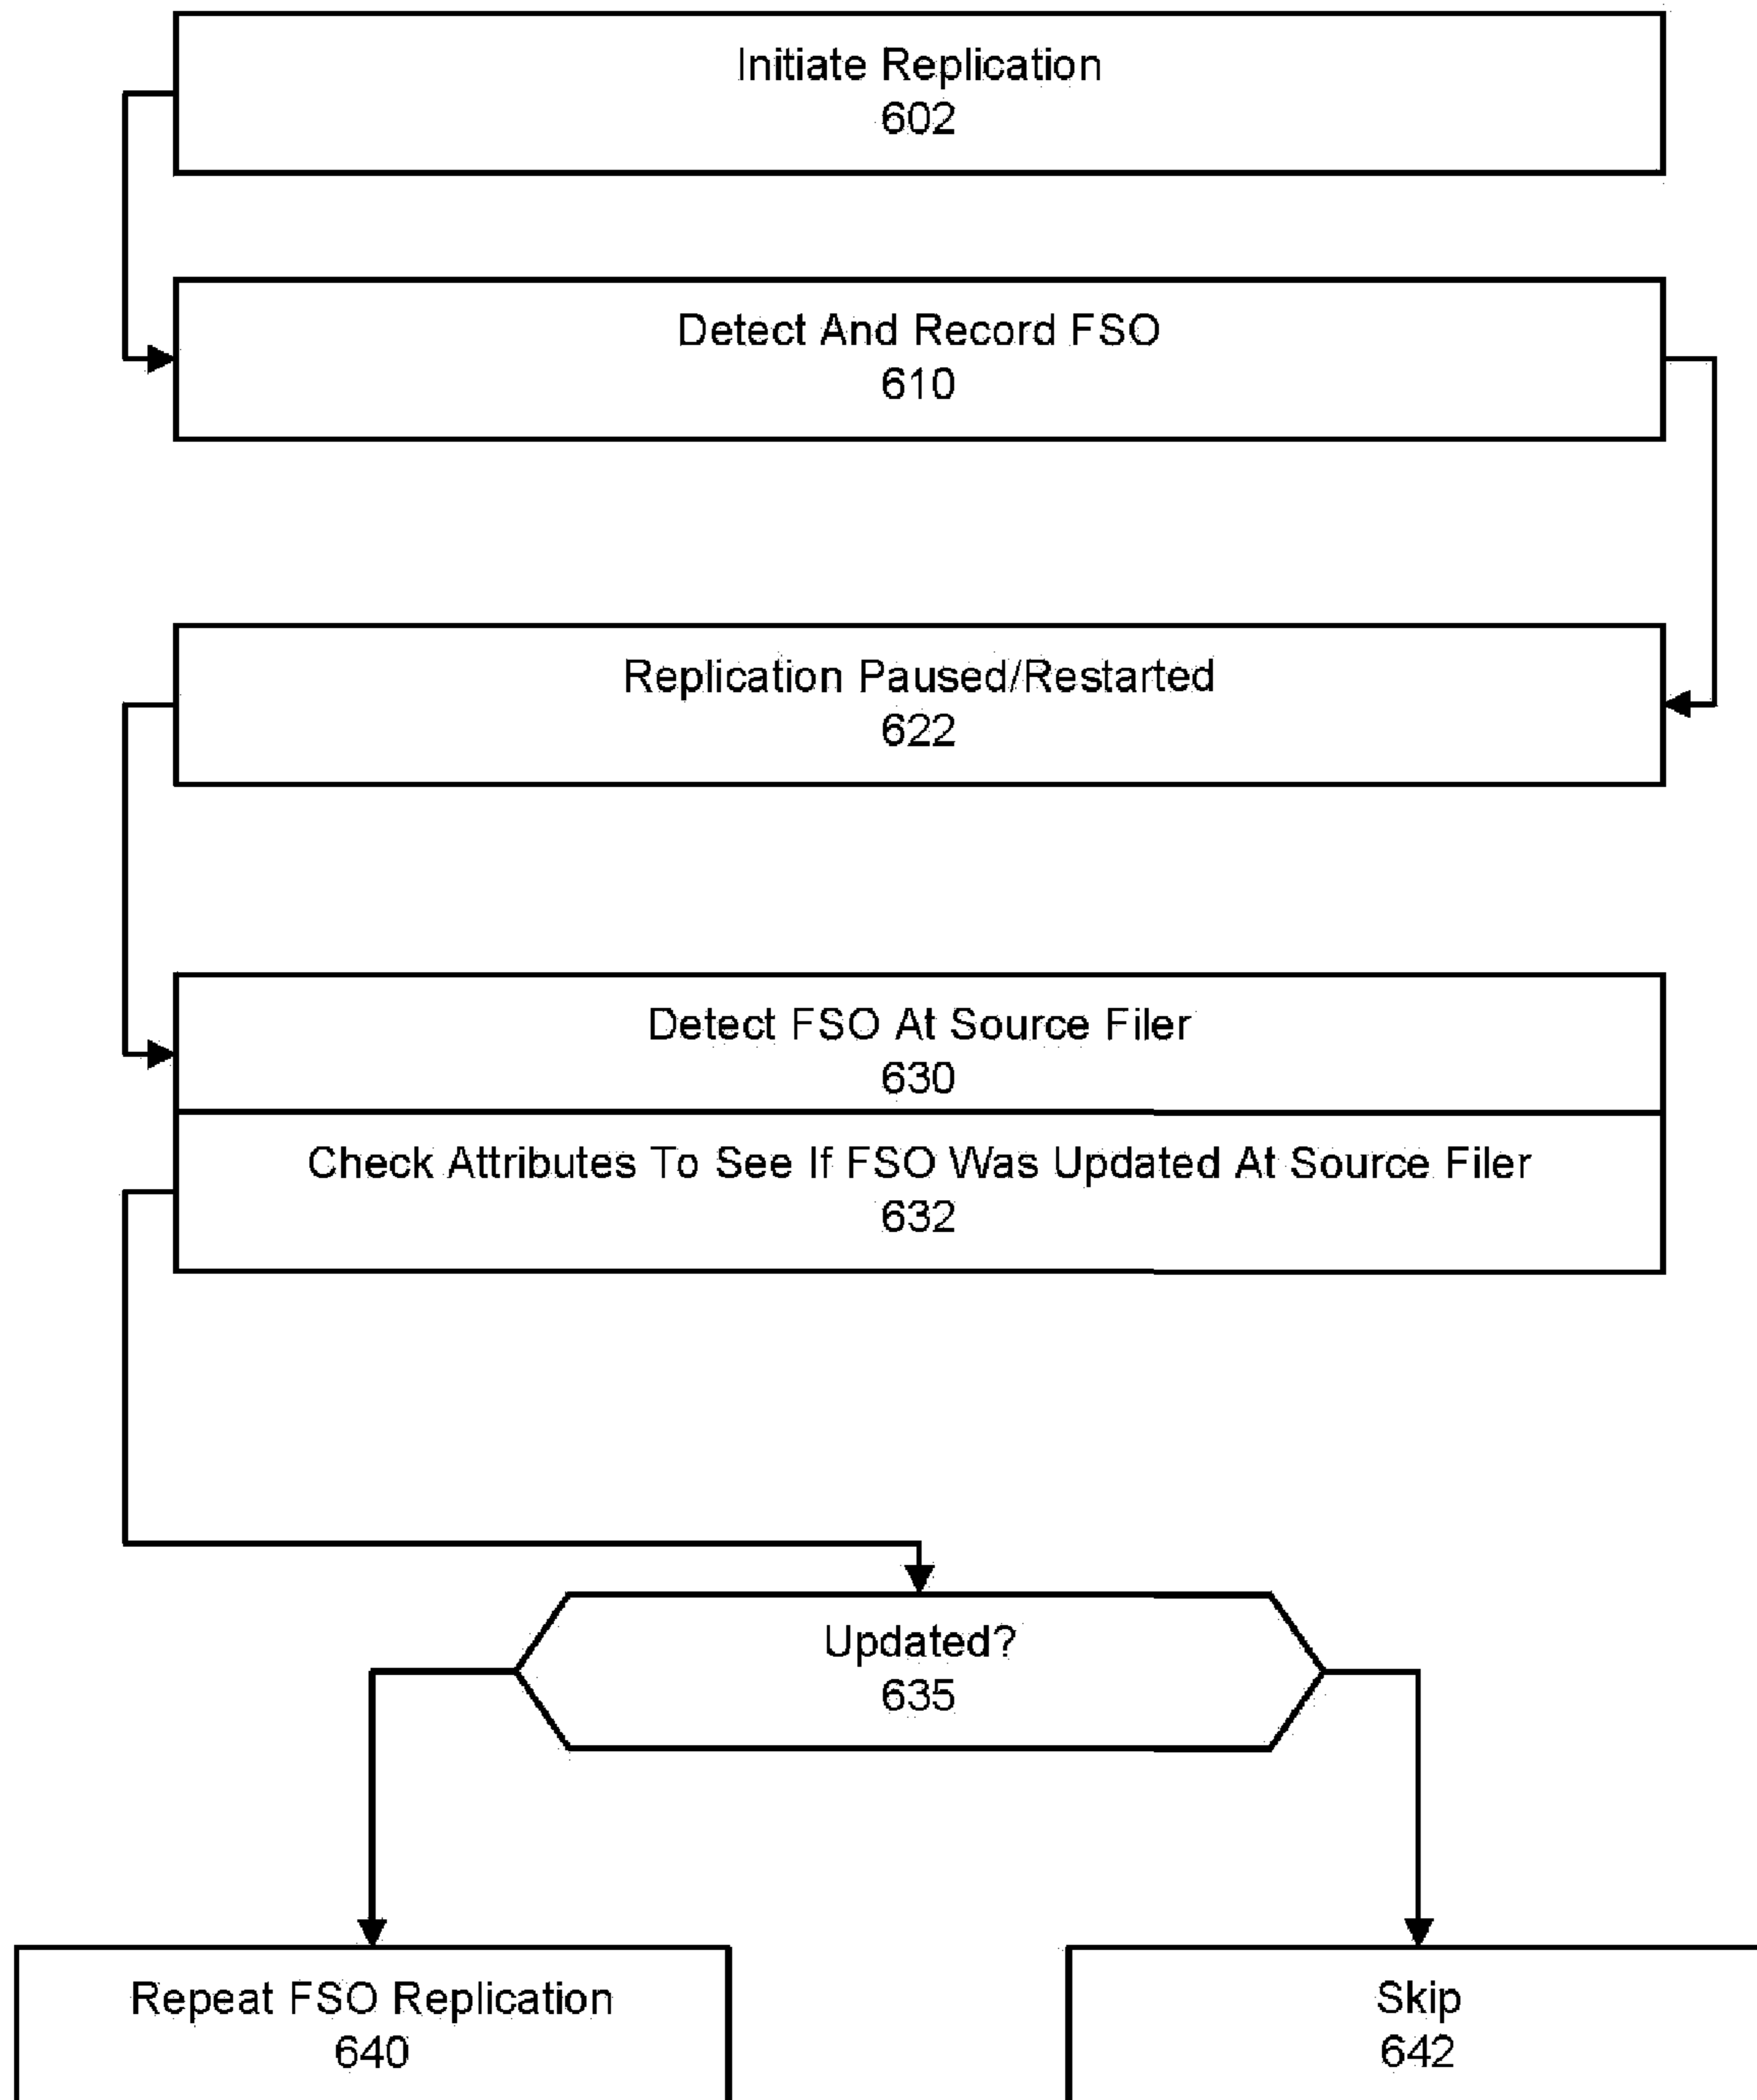 Initiate Replication
602
Detect And Record FSO
610
Replication Paused/Restarted
622
Detect FSO At Source Filer
630
Check Attributes To See If FSO Was Updated At Source Filer
632
Updated?
635
Repeat FSO Replication
640
Skip
642